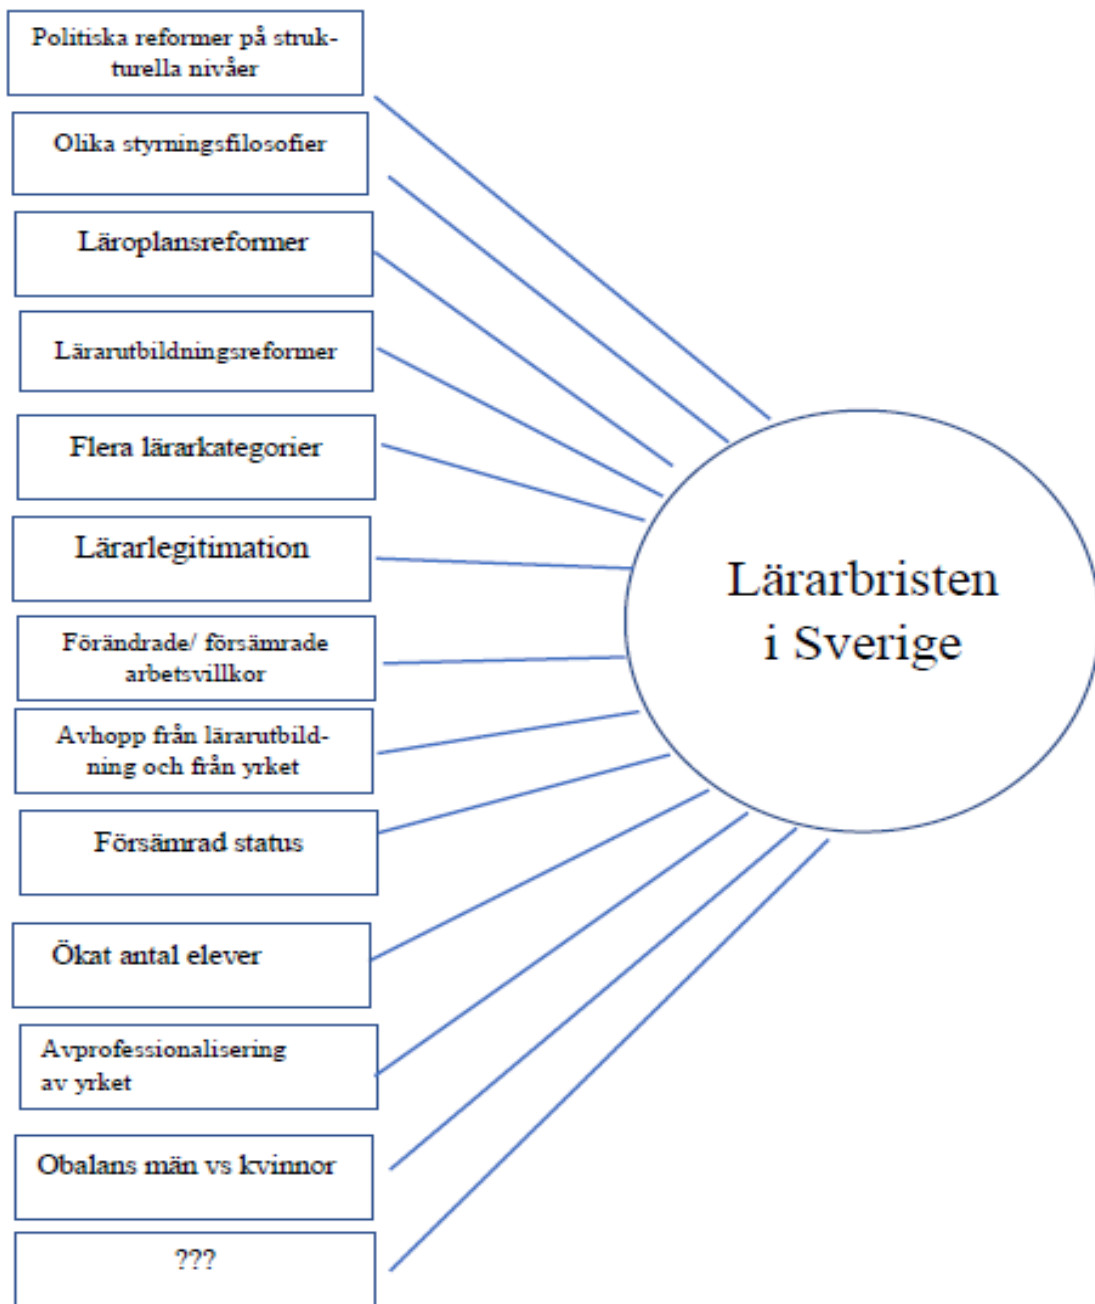 Politiska reformer på struk-
turella nivåer
Olika styrningsfilosofier
Läroplansreformer
Lärarutbildningsreformer
Flera lärarkategorier
Lärarlegitimation
Förändrade/ försämrade
arbetsvillkor
Avhopp från lärarutbild-
ning och från yrket
Försämrad status
Ökat antal elever
Avprofessionalisering
av yrket
Obalans män vs kvinnor
???
Lärarbristen
i Sverige